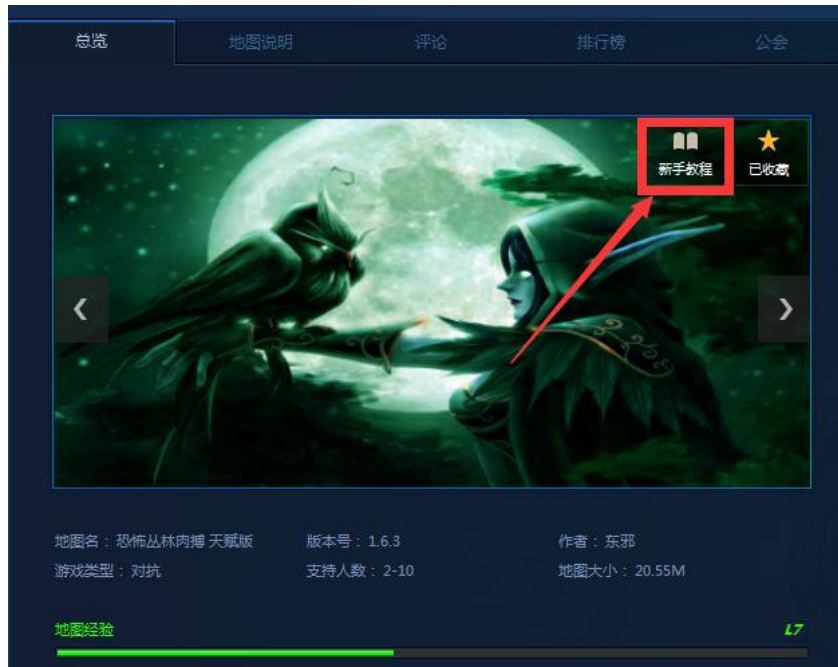 总览 地图说明 评论 排行榜 公会
新手教程 已收藏
地图名：恐怖丛林肉搏 天赋版 版本号：1.6.3 作者：东邪
游戏类型：对抗 支持人数：2-10 地图大小：20.55M
地图经验 L7